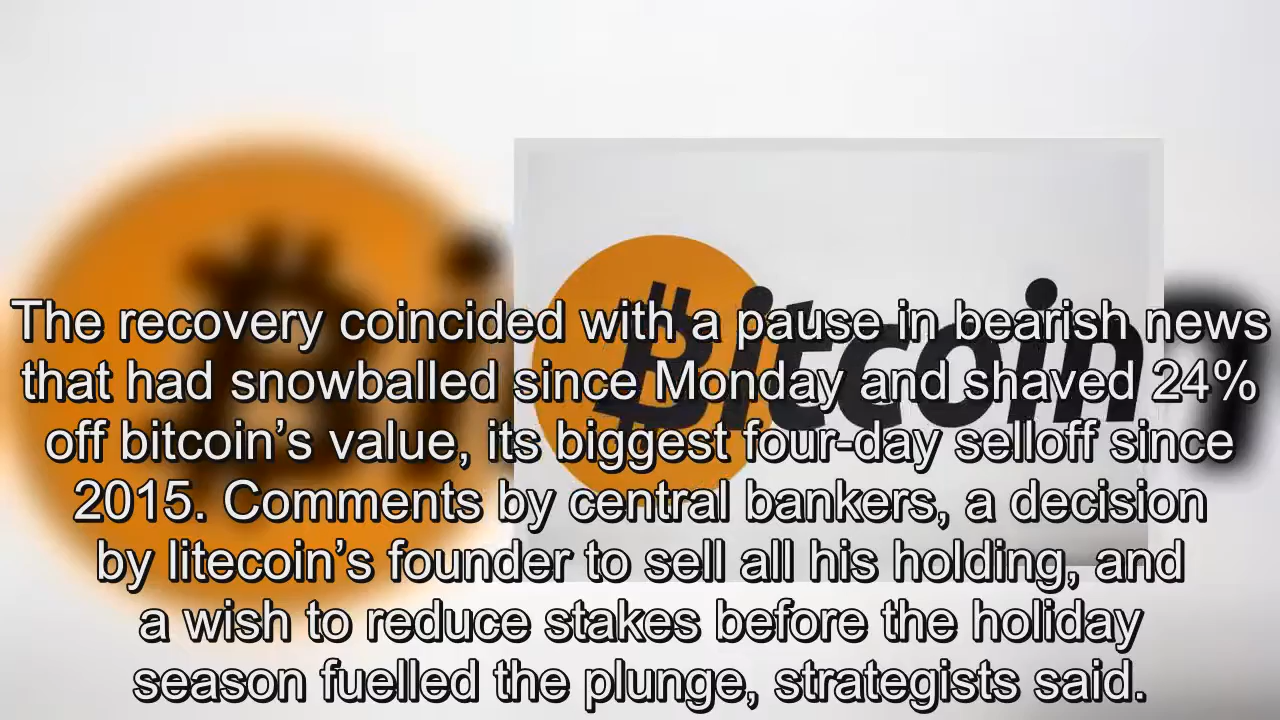 bitcoin
The recovery coincided with a pause in bearish news
that had snowballed since Monday and shaved 24%
off bitcoin’s value, its biggest four-day selloff since
2015. Comments by central bankers, a decision
by litecoin’s founder to sell all his holding, and
a wish to reduce stakes before the holiday
season fuelled the plunge, strategists said.